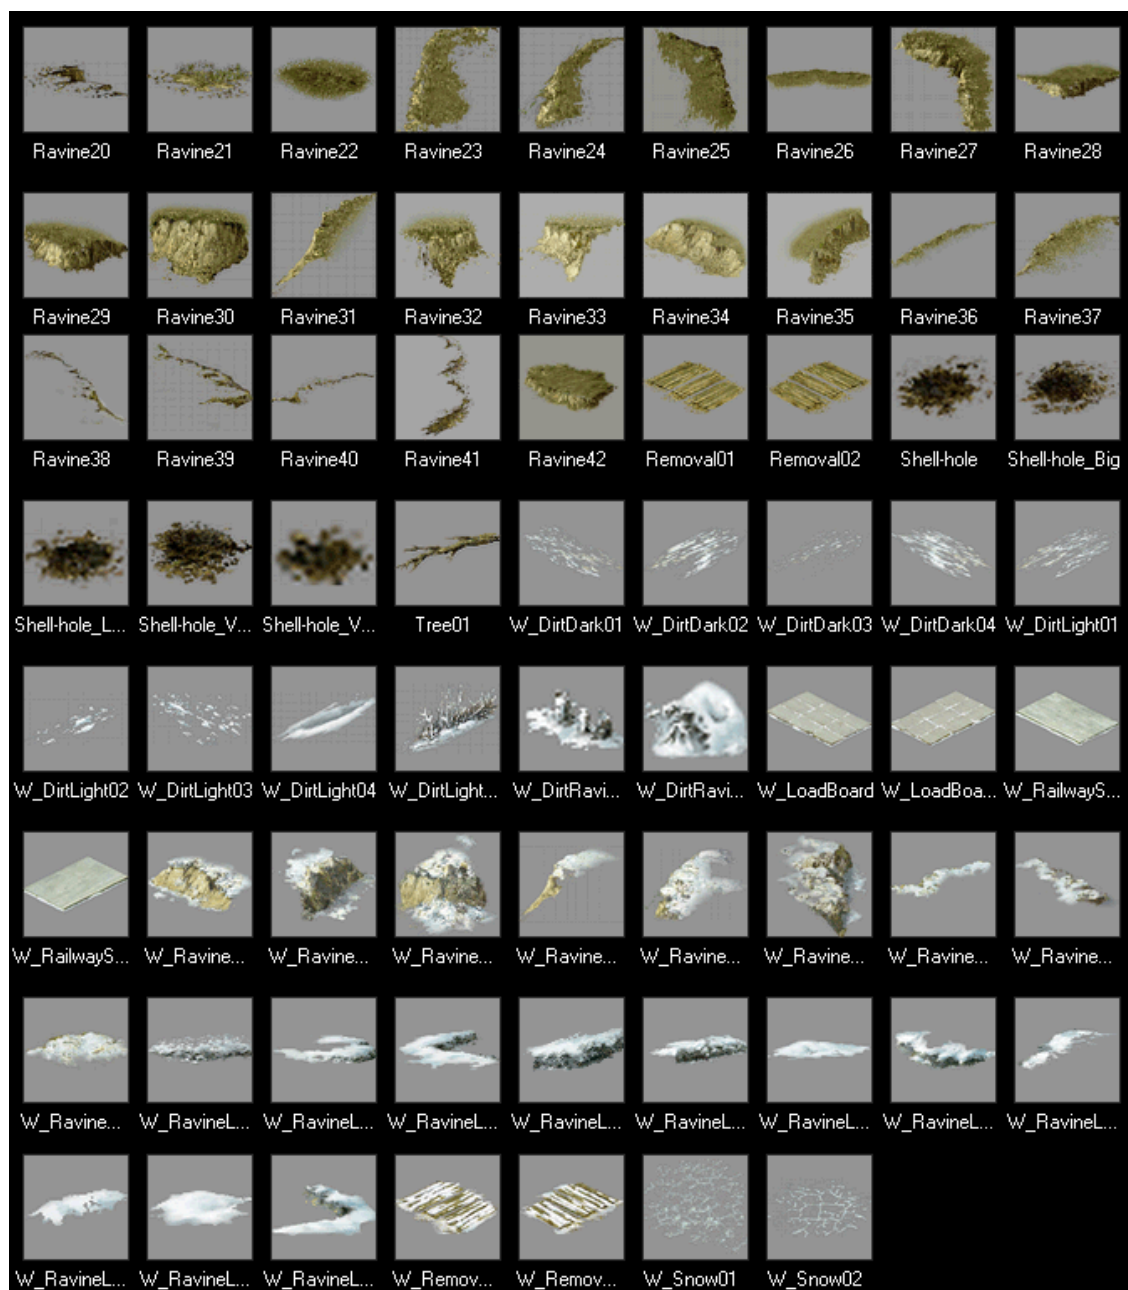 Ravine20 Ravine21 Ravine22 Ravine23 Ravine24 Ravine25 Ravine26 Ravine27 Ravine28
Ravine29 Ravine30 Ravine31 Ravine32 Ravine33 Ravine34 Ravine35 Ravine36 Ravine37
Ravine38 Ravine39 Ravine40 Ravine41 Ravine42 Removal01 Removal02 Shell-hole Shell-hole_Big
Shell-hole_L... Shell-hole_V... Shell-hole_V... Tree01 W_DirtDark01 W_DirtDark02 W_DirtDark03 W_DirtDark04 W_DirtLight01
W_DirtLight02 W_DirtLight03 W_DirtLight04 W_DirtLight... W_DirtRavi... W_DirtRavi... W_LoadBoard W_LoadBoa... W_RailwayS...
W_RailwayS... W_Ravine... W_Ravine... W_Ravine... W_Ravine... W_Ravine... W_Ravine... W_Ravine... W_Ravine...
W_Ravine... W_RavineL... W_RavineL... W_RavineL... W_RavineL... W_RavineL... W_RavineL... W_RavineL... W_RavineL...
W_RavineL... W_RavineL... W_RavineL... W_Remov... W_Remov... W_Snow01 W_Snow02